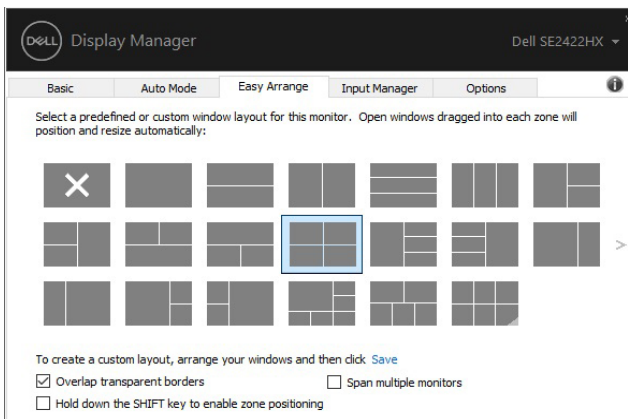 DELL Display Manager
Dell SE2422HX
Basic
Auto Mode
Easy Arrange
Input Manager
Options
Select a predefined or custom window layout for this monitor. Open windows dragged into each zone will
position and resize automatically:
To create a custom layout, arrange your windows and then click Save
Overlap transparent borders
Span multiple monitors
Hold down the SHIFT key to enable zone positioning